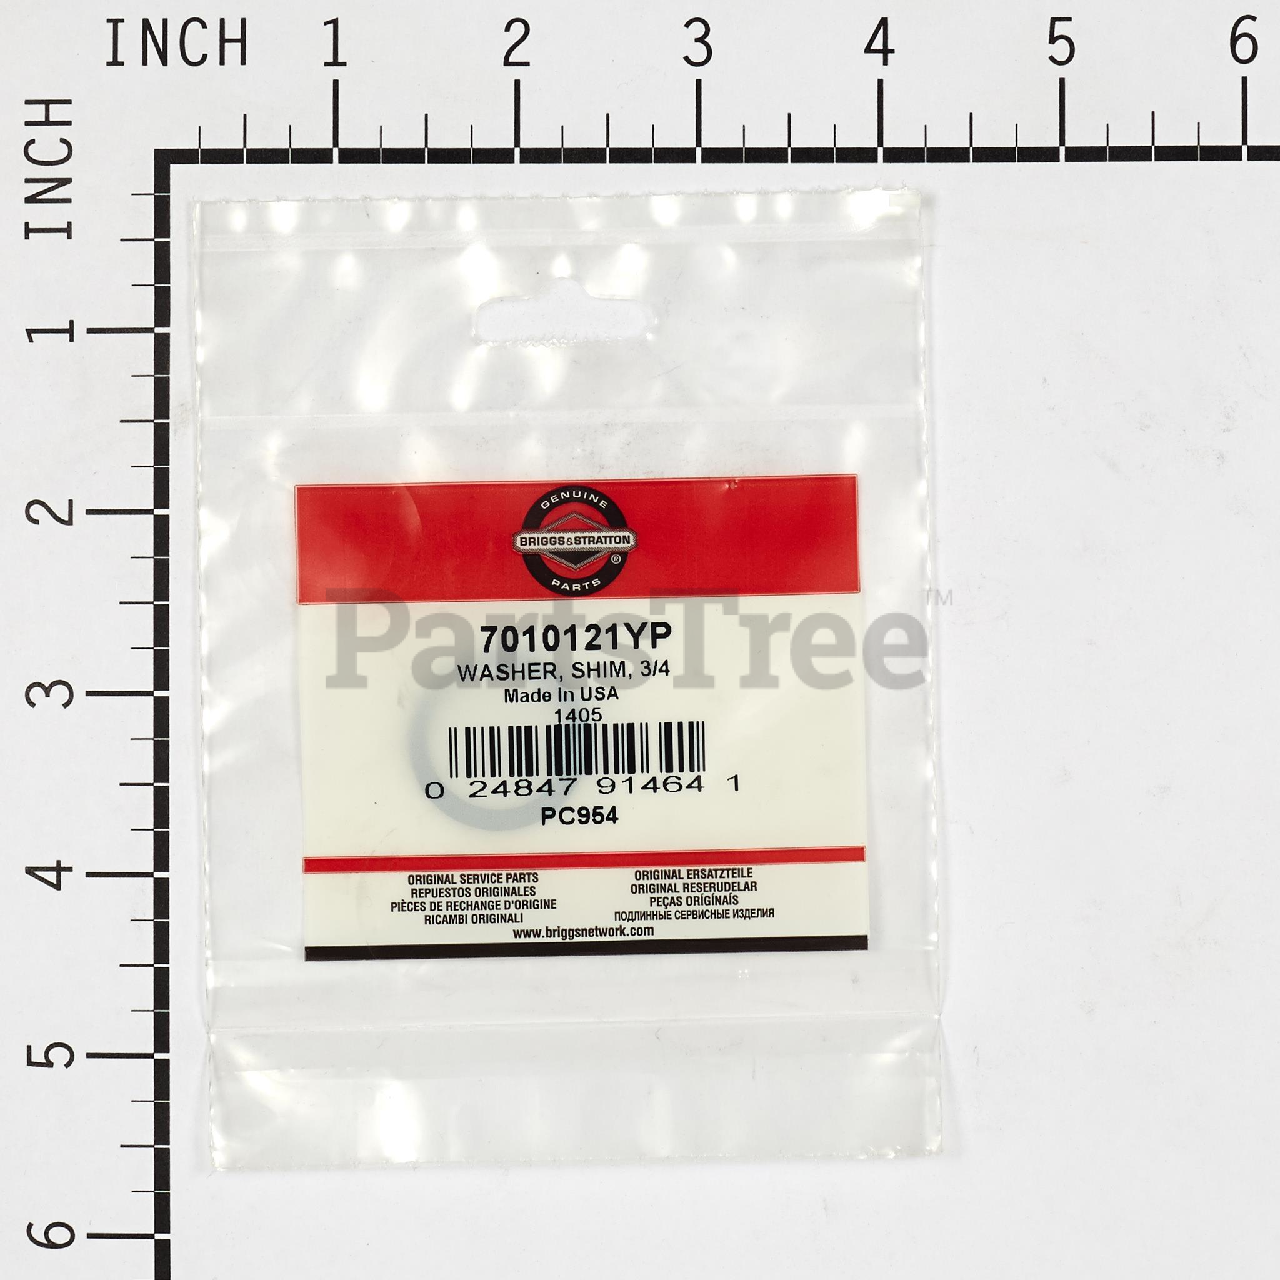 INCH 1 2 3 4 5 6
INCH
1
2
3
4
5
6
GENUINE
BRIGGS&STRATTON
®
PARTS
PartsTree™
7010121YP
WASHER, SHIM, 3/4
Made In USA
1405
0 24847 91464 1
PC954
ORIGINAL SERVICE PARTS
REPUESTOS ORIGINALES
PIÈCES DE RECHANGE D'ORIGINE
RICAMBI ORIGINALI
ORIGINAL ERSATZTEILE
ORIGINAL RESERUDELAR
PEÇAS ORÍGÍNAÍS
ПОДЛИННЫЕ СЕРВИСНЫЕ ИЗДЕЛИЯ
www.briggsnetwork.com